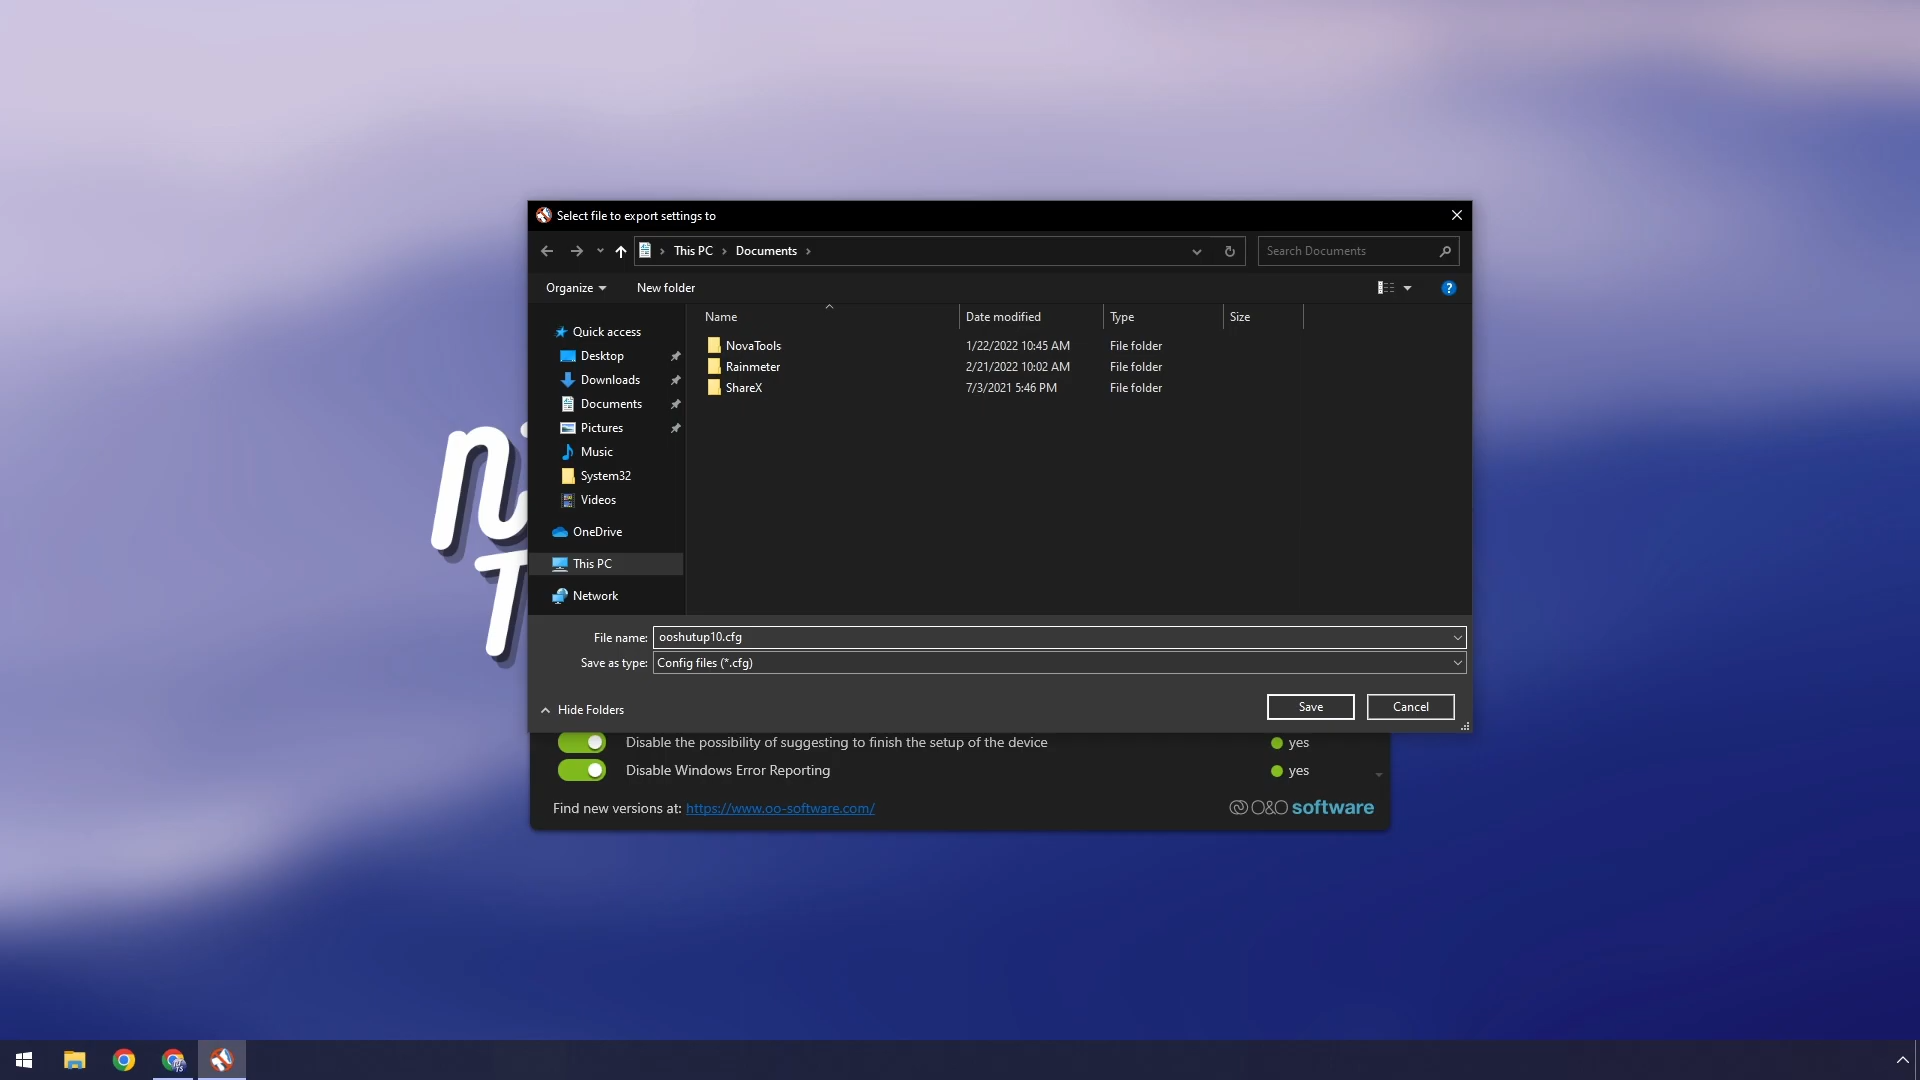 Select file to export settings to
This PC
Documents
Search Documents
Organize
New folder
?
Name
Date modified
Type
Size
Quick access
Desktop
Downloads
Documents
Pictures
Music
System32
Videos
OneDrive
This PC
Network
NovaTools 1/22/2022 10:45 AM File folder
Rainmeter 2/21/2022 10:02 AM File folder
ShareX 7/3/2021 5:46 PM File folder
File name: ooshutup10.cfg
Save as type: Config files (*.cfg)
Hide Folders
Save
Cancel
Disable the possibility of suggesting to finish the setup of the device yes
Disable Windows Error Reporting yes
Find new versions at: https://www.oo-software.com/
O&O software